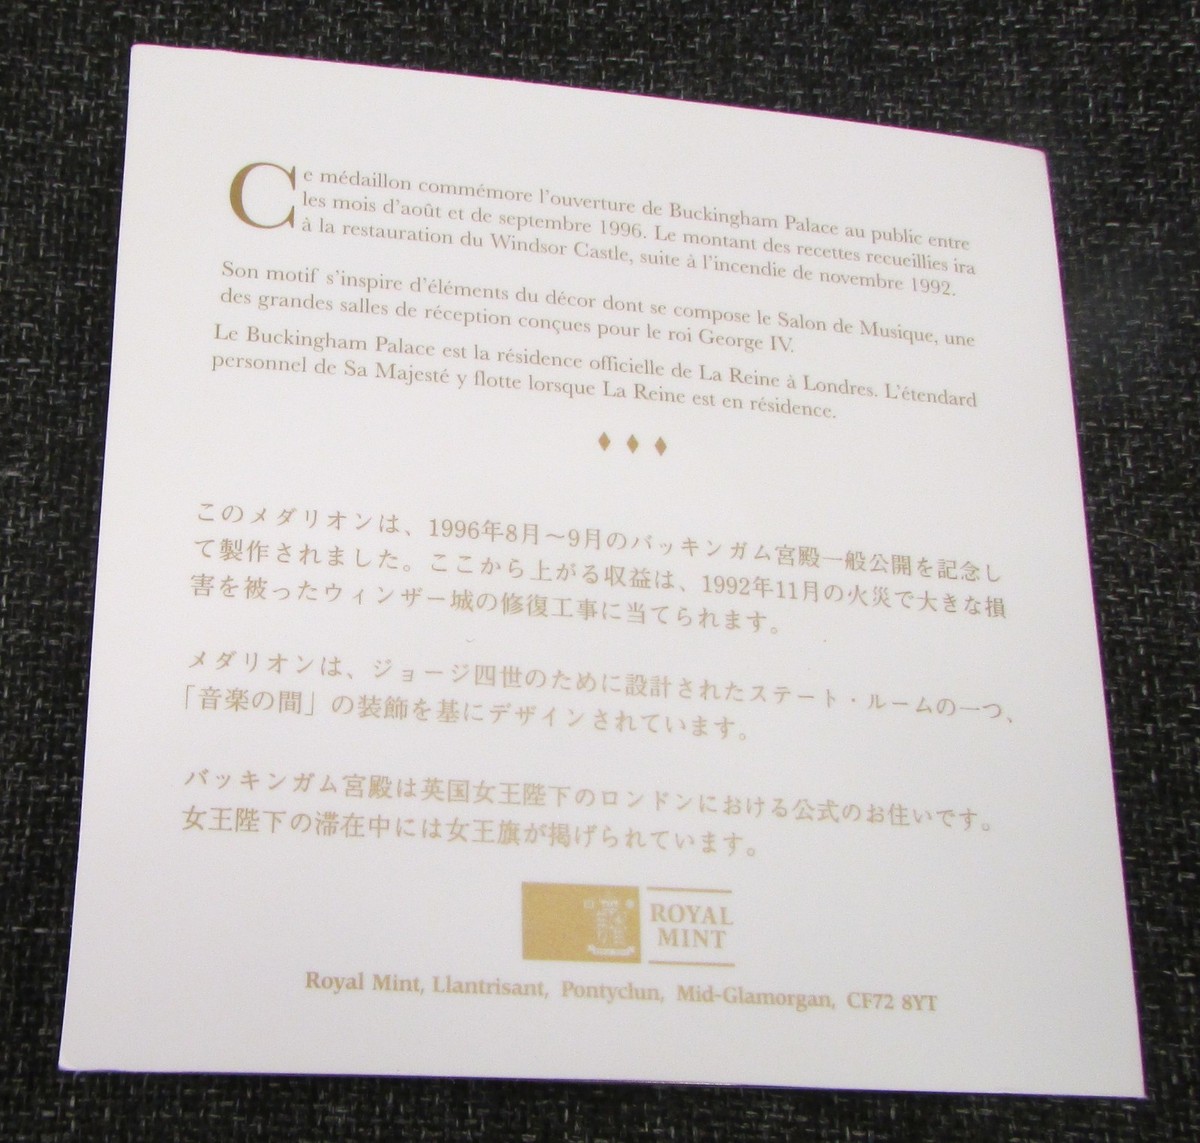 Ce médaillon commémore l'ouverture de Buckingham Palace au public entre
les mois d'août et de septembre 1996. Le montant des recettes recueillies ira
à la restauration du Windsor Castle, suite à l'incendie de novembre 1992.
Son motif s'inspire d'éléments du décor dont se compose le Salon de Musique, une
des grandes salles de réception conçues pour le roi George IV.
Le Buckingham Palace est la résidence officielle de La Reine à Londres. L'étendard
personnel de Sa Majesté y flotte lorsque La Reine est en résidence.
このメダリオンは、1996年8月～9月のバッキンガム宮殿一般公開を記念し
て製作されました。ここから上がる収益は、1992年11月の火災で大きな損
害を被ったウィンザー城の修復工事に当てられます。
メダリオンは、ジョージ四世のために設計されたステート・ルームの一つ、
「音楽の間」の装飾を基にデザインされています。
バッキンガム宮殿は英国女王陛下のロンドンにおける公式のお住いです。
女王陛下の滞在中には女王旗が掲げられています。
ROYAL
MINT
Royal Mint, Llantrisant, Pontyclun, Mid-Glamorgan, CF72 8YT